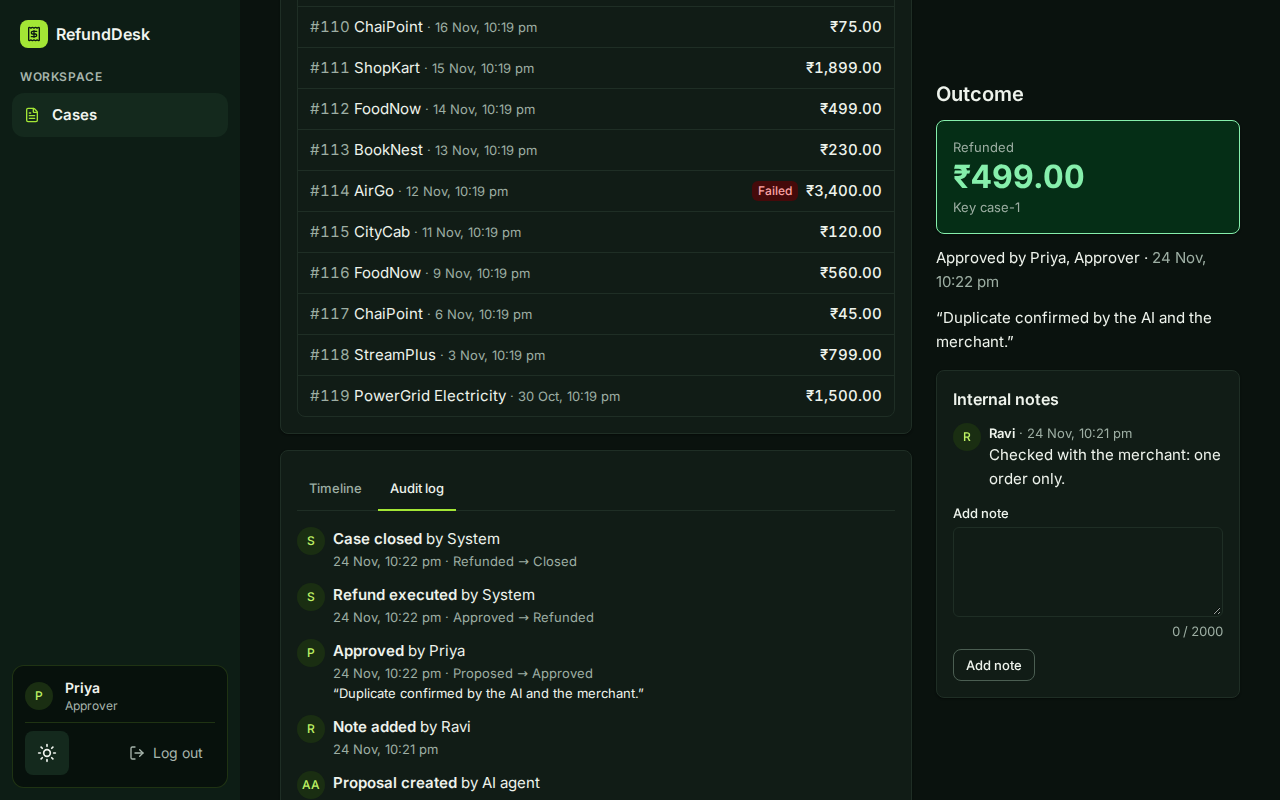 RefundDesk
WORKSPACE
Cases
P
Priya
Approver
Log out
#110 ChaiPoint · 16 Nov, 10:19 pm ₹75.00
#111 ShopKart · 15 Nov, 10:19 pm ₹1,899.00
#112 FoodNow · 14 Nov, 10:19 pm ₹499.00
#113 BookNest · 13 Nov, 10:19 pm ₹230.00
#114 AirGo · 12 Nov, 10:19 pm Failed ₹3,400.00
#115 CityCab · 11 Nov, 10:19 pm ₹120.00
#116 FoodNow · 9 Nov, 10:19 pm ₹560.00
#117 ChaiPoint · 6 Nov, 10:19 pm ₹45.00
#118 StreamPlus · 3 Nov, 10:19 pm ₹799.00
#119 PowerGrid Electricity · 30 Oct, 10:19 pm ₹1,500.00
Timeline Audit log
S Case closed by System
24 Nov, 10:22 pm · Refunded → Closed
S Refund executed by System
24 Nov, 10:22 pm · Approved → Refunded
P Approved by Priya
24 Nov, 10:22 pm · Proposed → Approved
“Duplicate confirmed by the AI and the merchant.”
R Note added by Ravi
24 Nov, 10:21 pm
AA Proposal created by AI agent
Outcome
Refunded
₹499.00
Key case-1
Approved by Priya, Approver · 24 Nov,
10:22 pm
“Duplicate confirmed by the AI and the
merchant.”
Internal notes
R Ravi · 24 Nov, 10:21 pm
Checked with the merchant: one
order only.
Add note
0 / 2000
Add note